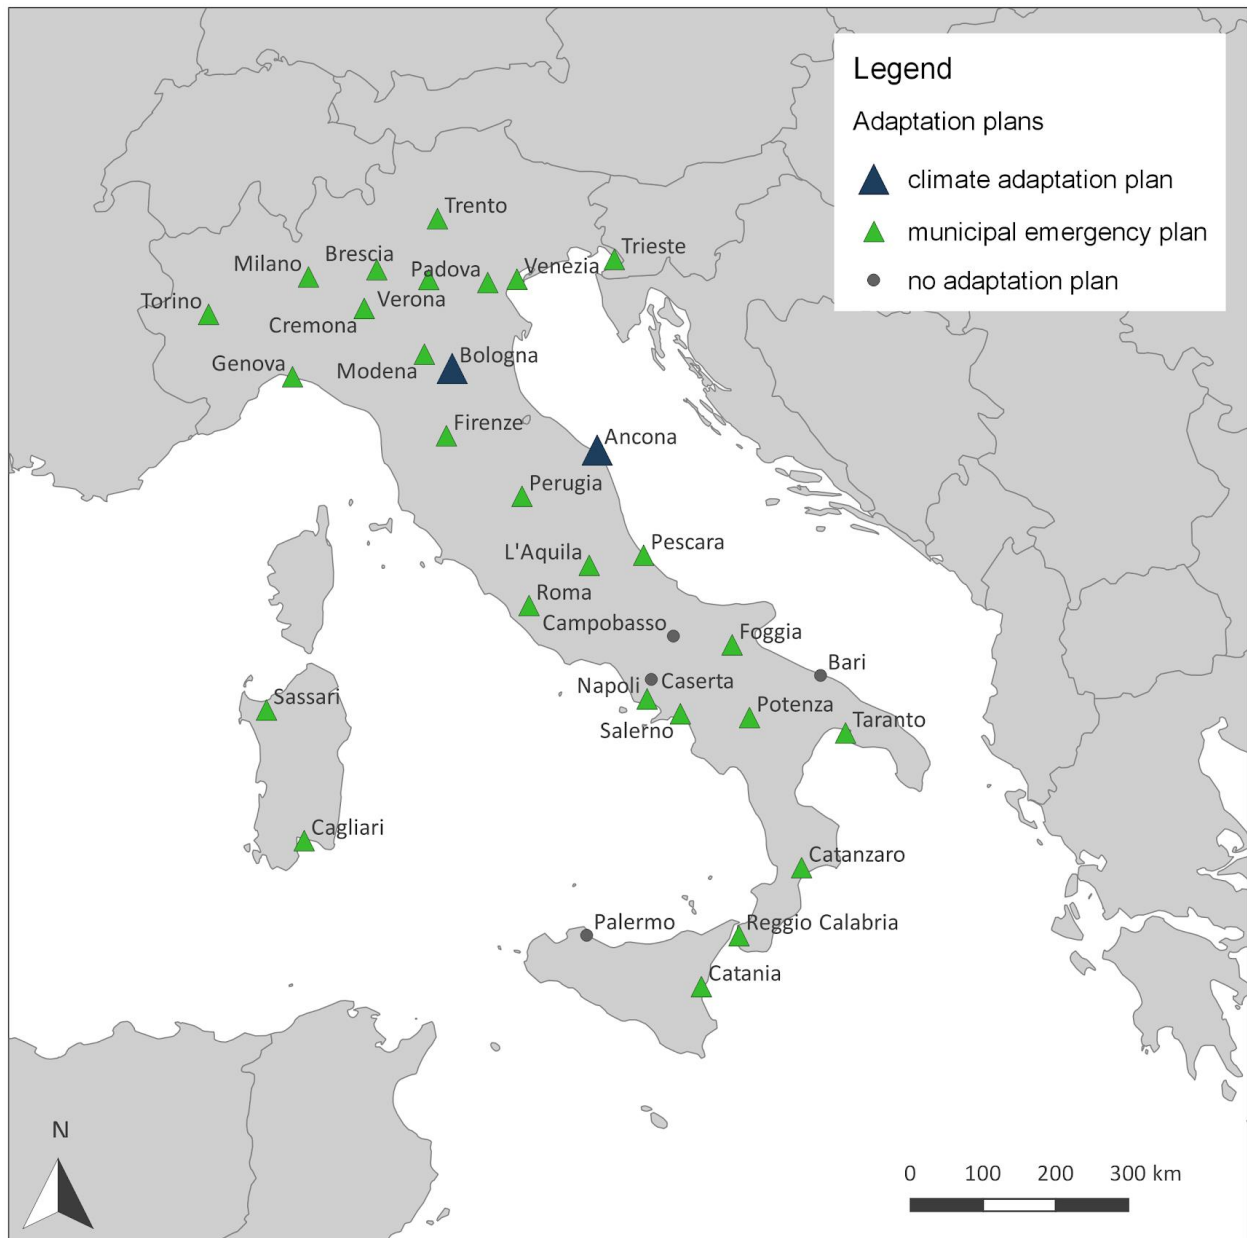 Legend
Adaptation plans
climate adaptation plan
municipal emergency plan
no adaptation plan
Trento
Trieste
Brescia
Milano
Padova
Venezia
Torino
Verona
Cremona
Genova
Modena
Bologna
Firenze
Ancona
Perugia
L'Aquila
Pescara
Roma
Campobasso
Foggia
Bari
Napoli
Caserta
Sassari
Salerno
Potenza
Taranto
Cagliari
Catanzaro
Palermo
Reggio Calabria
Catania
N
0 100 200 300 km